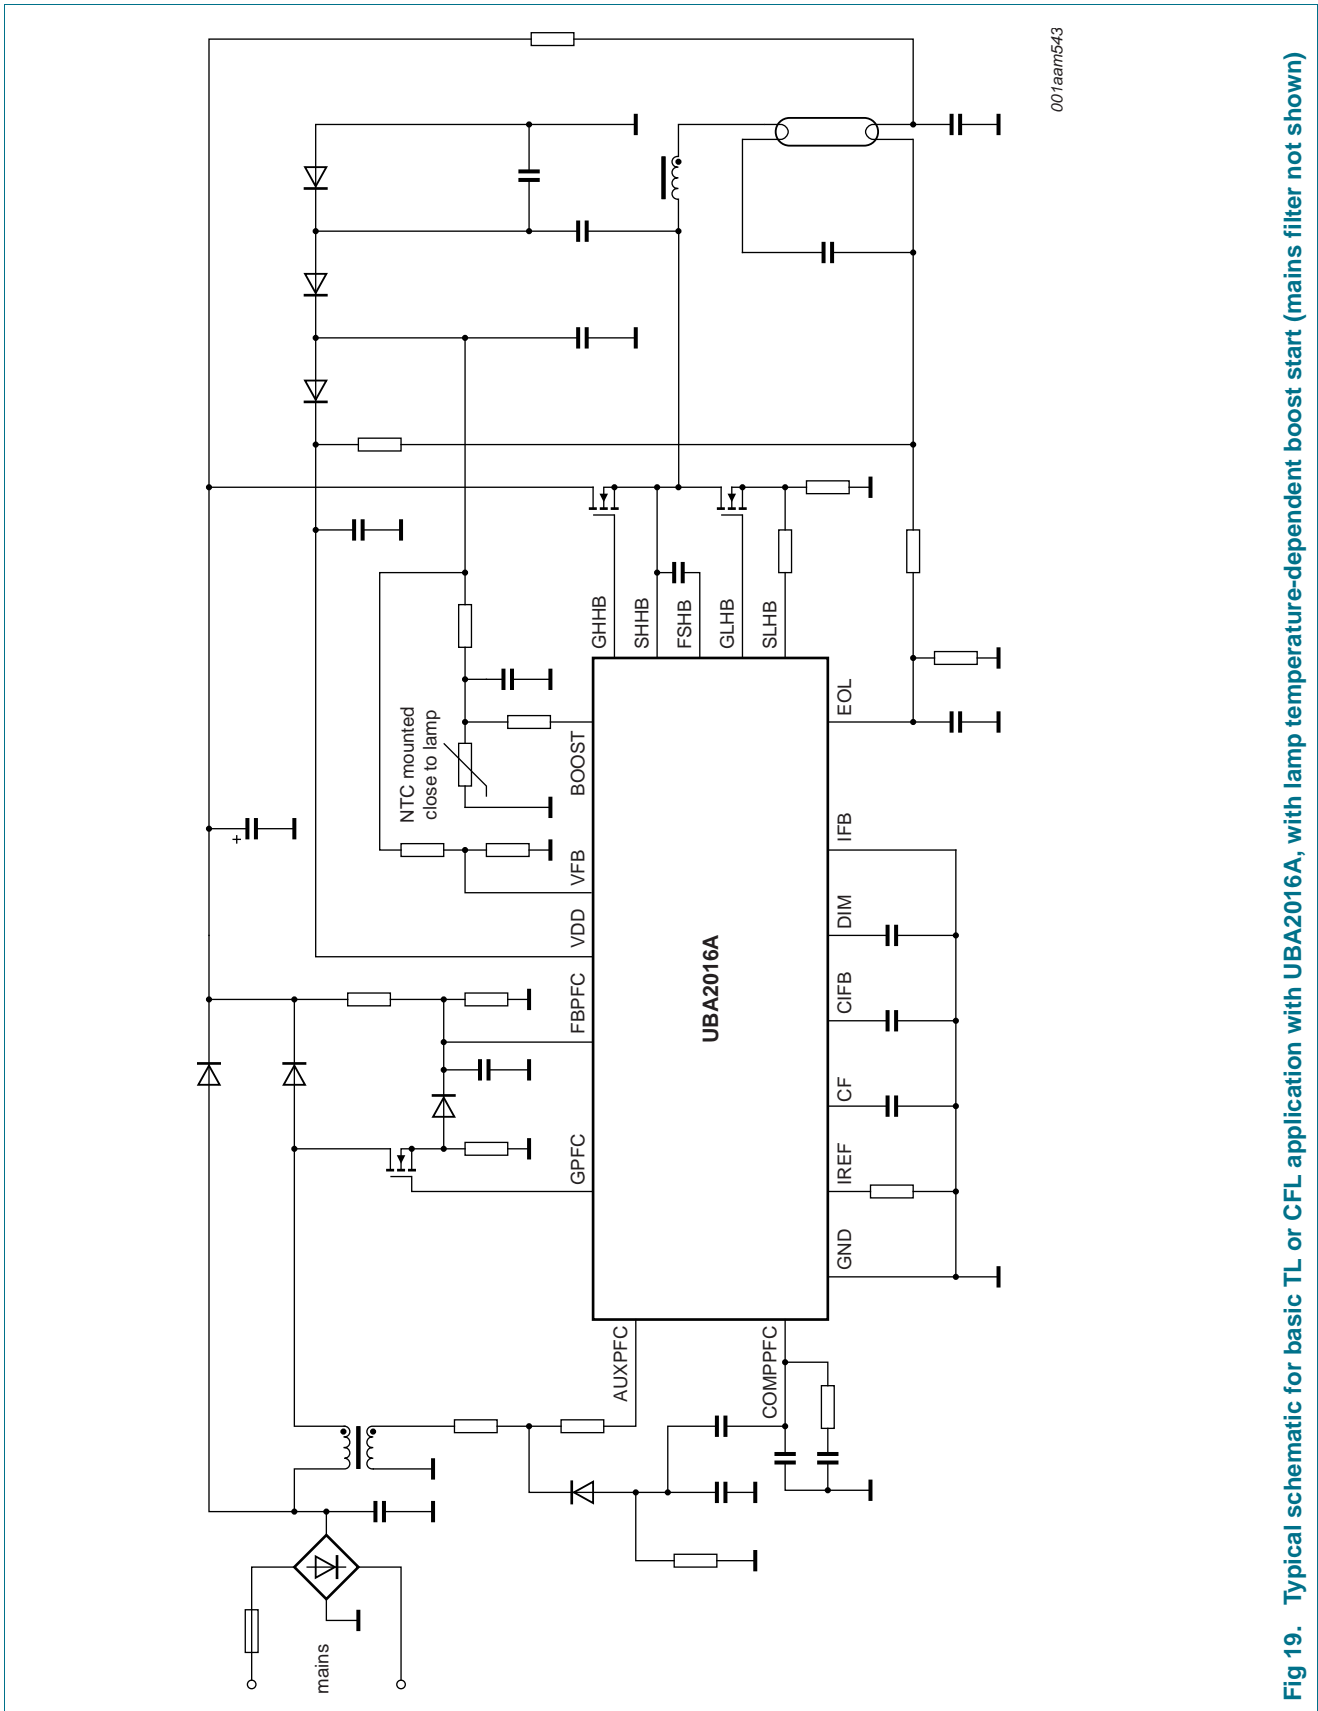 001aam543
NTC mounted
close to lamp
GHHB
SHHB
FSHB
GLHB
SLHB
BOOST
VFB
VDD
FBPFC
GPFC
EOL
IFB
DIM
CIFB
CF
IREF
GND
UBA2016A
AUXPFC
COMPPFC
+
mains
Fig 19. Typical schematic for basic TL or CFL application with UBA2016A, with lamp temperature-dependent boost start (mains filter not shown)